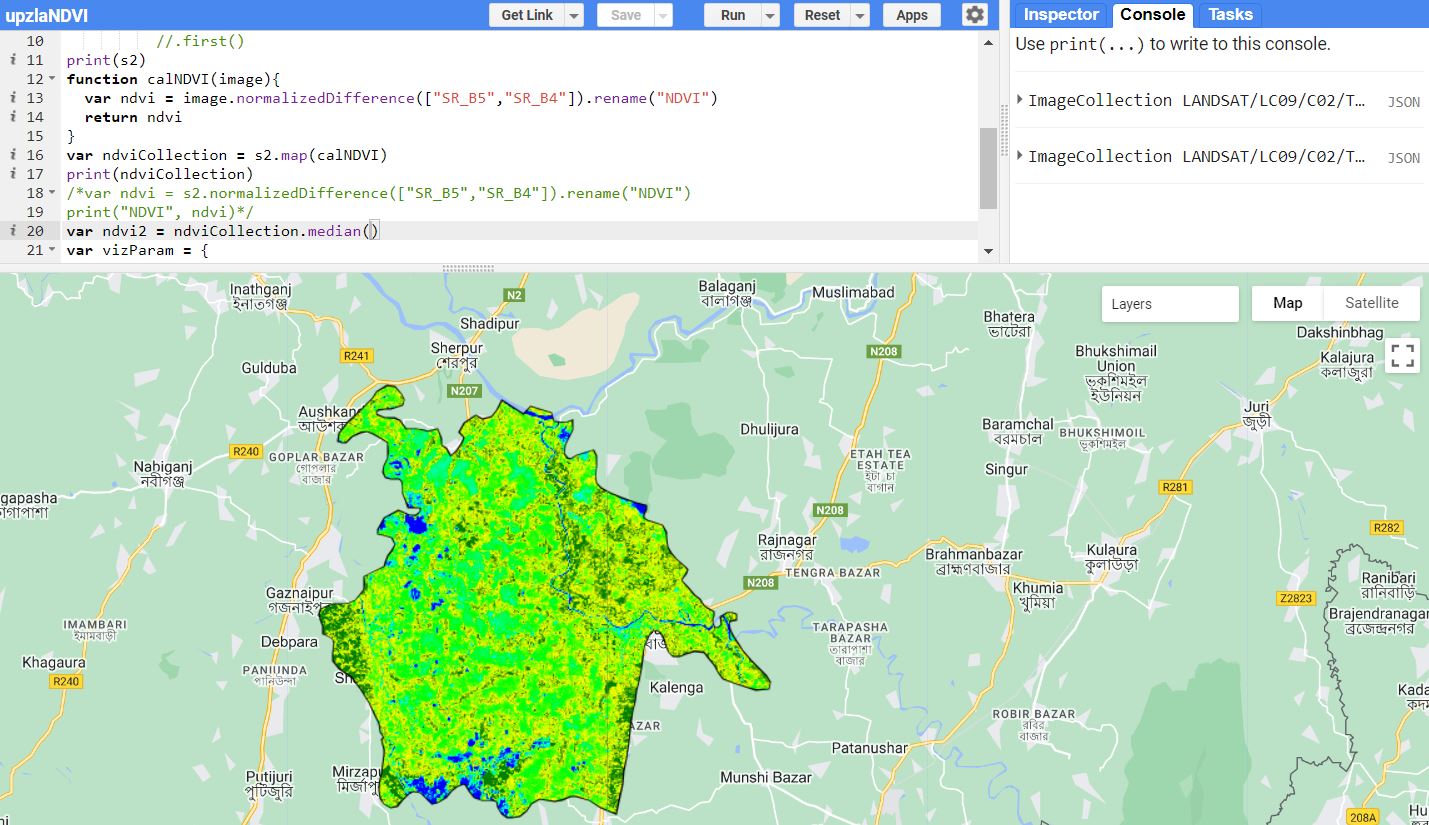 upzlaNDVI
Get Link
Save
Run
Reset
Apps
Inspector
Console
Tasks
10 //.first()
i 11 print(s2)
12 function calNDVI(image){
i 13 var ndvi = image.normalizedDifference(["SR_B5","SR_B4"]).rename("NDVI")
i 14 return ndvi
15 }
i 16 var ndviCollection = s2.map(calNDVI)
i 17 print(ndviCollection)
18 /*var ndvi = s2.normalizedDifference(["SR_B5","SR_B4"]).rename("NDVI")
19 print("NDVI", ndvi)*/
i 20 var ndvi2 = ndviCollection.median()
21 var vizParam = {
Use print(...) to write to this console.
ImageCollection LANDSAT/LC09/C02/T…
JSON
ImageCollection LANDSAT/LC09/C02/T…
JSON
Layers
Map
Satellite
Inathganj
ইনাতগঞ্জ
N2
Balaganj
বালাগঞ্জ
Muslimabad
Shadipur
Bhatera
ভাটেরা
Dakshinbhag
Sherpur
শেরপুর
R241
N208
Bhukshimail
Union
ভূকশিমইল
ইউনিয়ন
Kalajura
কলাজুরা
Gulduba
N207
Juri
জুড়ী
Aushkand
Dhulijura
Baramchal
বরমচাল
BHUKSHIMOIL
ভূকশিমইল
R240
GOPLAR BAZAR
গোপলার
বাজার
ETAH TEA
ESTATE
ইটা চা
বাগান
Nabiganj
নবীগঞ্জ
Singur
gapasha
গাপাশা
R281
N208
R282
Rajnagar
রাজনগর
Brahmanbazar
ব্রাহ্মণবাজার
Kulaura
কুলাউড়া
TENGRA BAZAR
N208
Khumia
খুমিয়া
Ranibari
রানিবাড়ি
Gaznaipur
গজনাইপ
Z2823
Brajendranagar
ব্রজেন্দ্রনগর
IMAMBARI
ইমামবাড়ী
TARAPASHA
BAZAR
তারাপাশা
বাজার
Debpara
Khagaura
R240
PANIUNDA
পানিউন্দা
Sh
Kalenga
Kada
কদম
ROBIR BAZAR
রবির
বাজার
AZAR
Patanushar
Putijuri
পুটিজুরি
Mirzapu
মির্জাপু
Munshi Bazar
208A
Hu